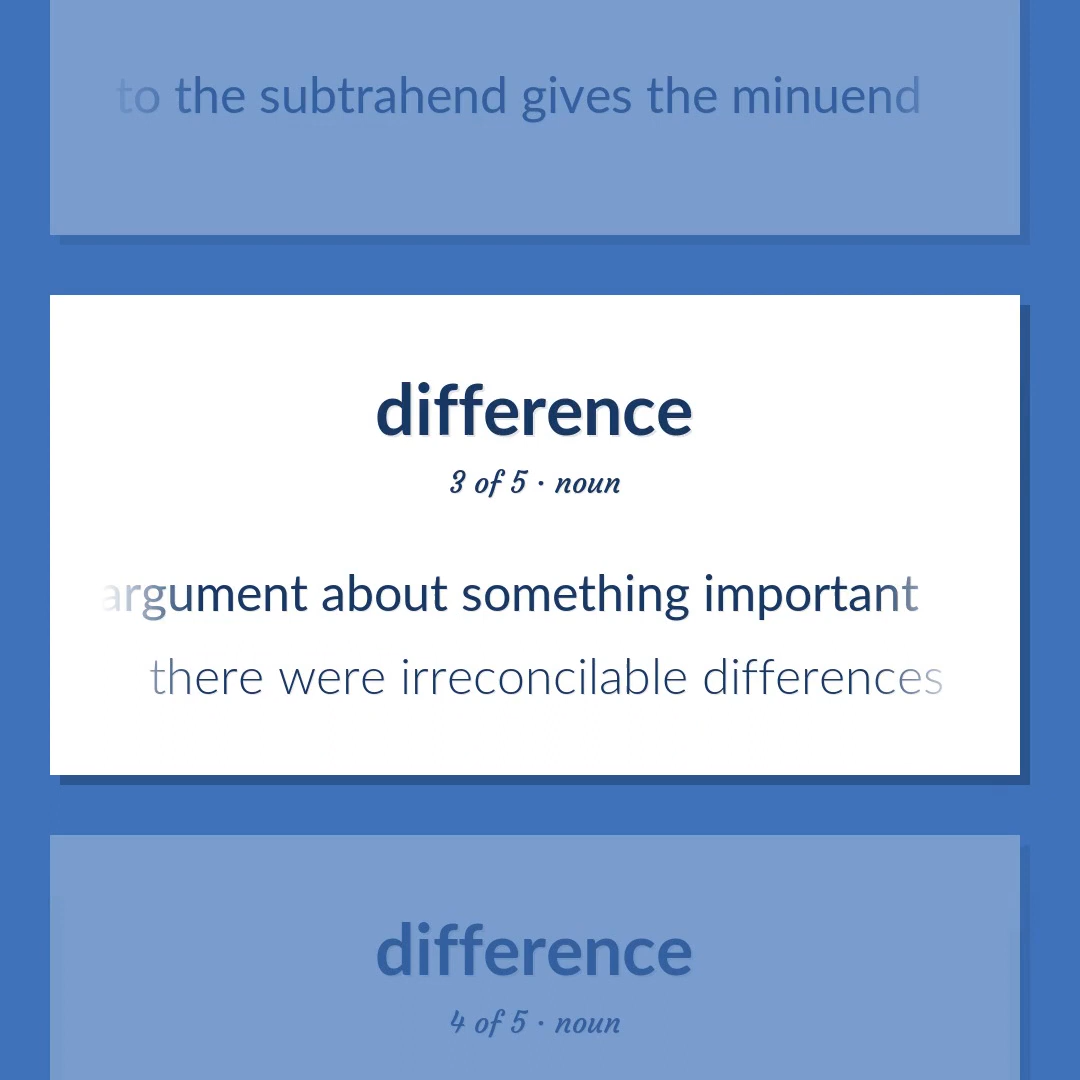 to the subtrahend gives the minuend
difference
3 of 5 · noun
argument about something important
there were irreconcilable differences
difference
4 of 5 · noun